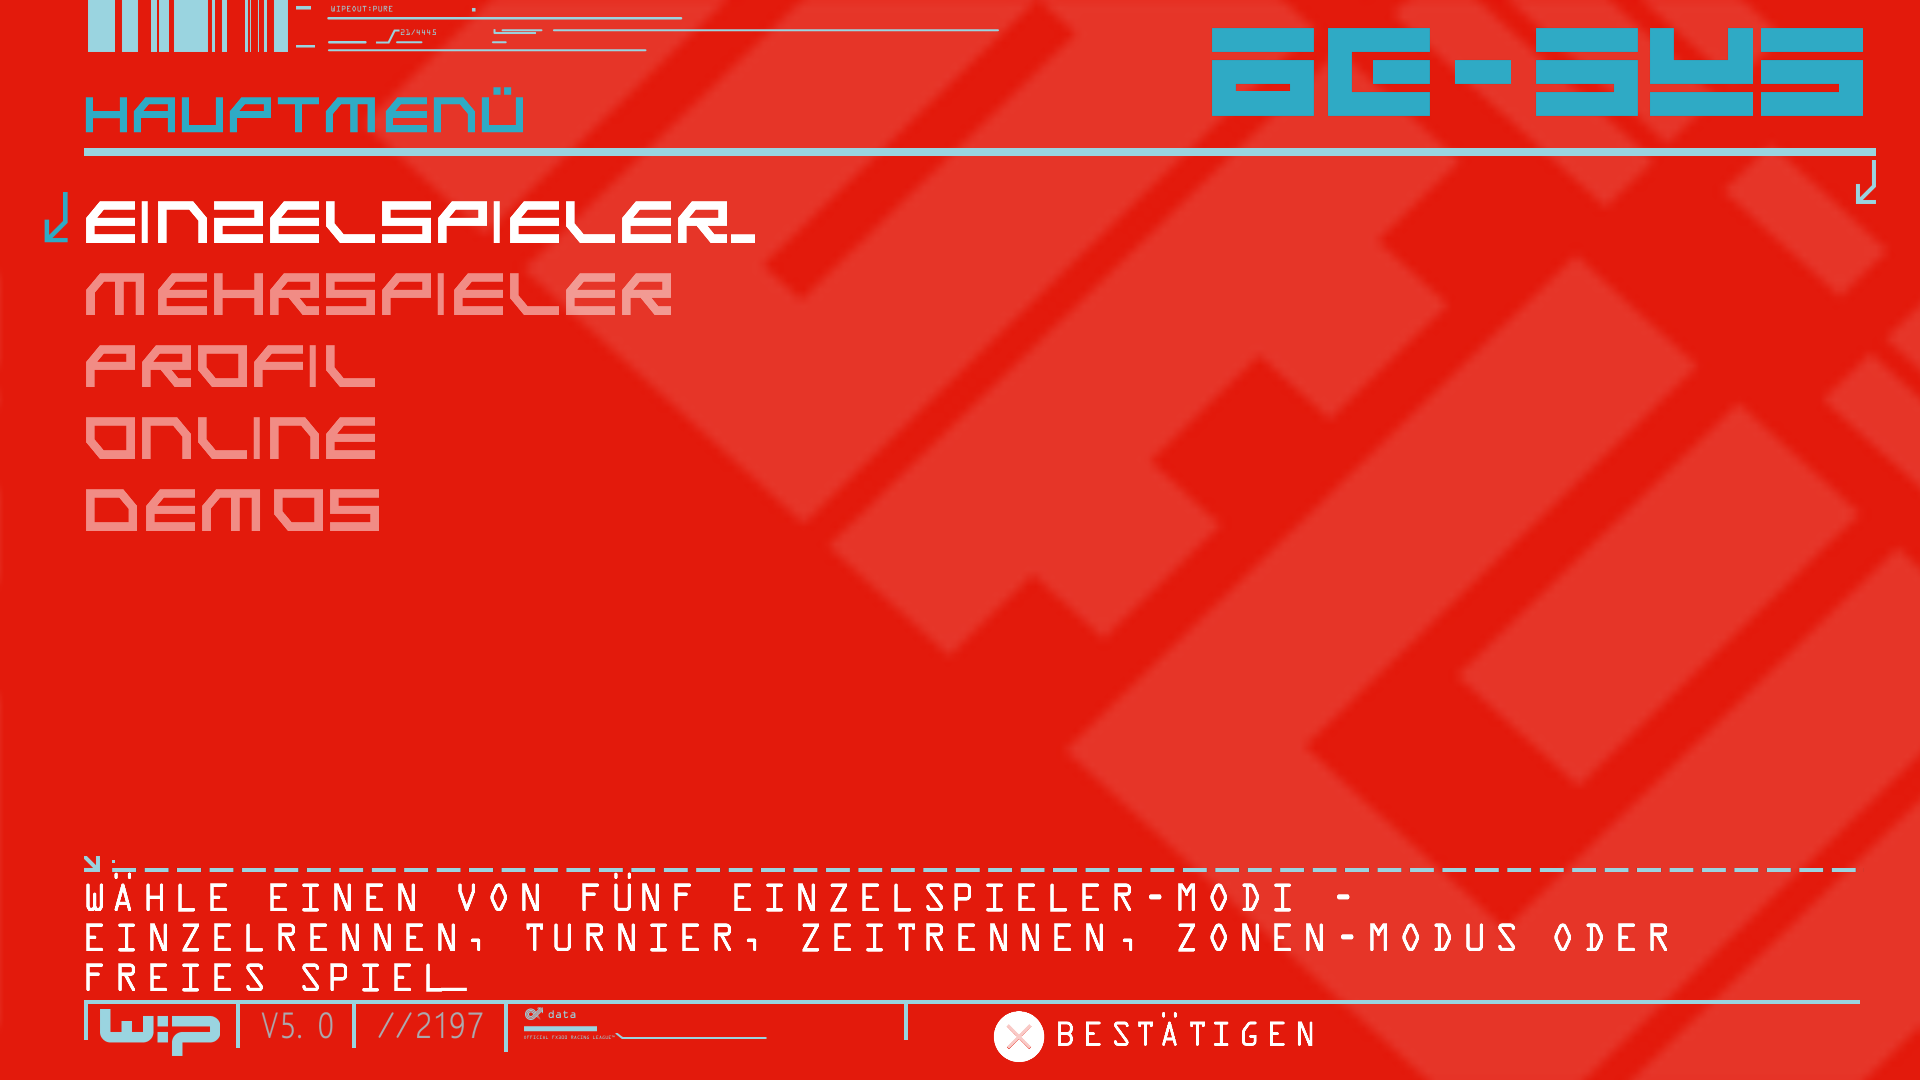 WIPEOUT:PURE
21/4445
AG-SYS
HAUPTMENÜ
EINZELSPIELER_
MEHRSPIELER
PROFIL
ONLINE
DEMOS
WÄHLE EINEN VON FÜNF EINZELSPIELER-MODI -
EINZELRENNEN, TURNIER, ZEITRENNEN, ZONEN-MODUS ODER
FREIES SPIEL_
wip V5.0 //2197 data BESTÄTIGEN
OFFICIAL FX300 RACING LEAGUE